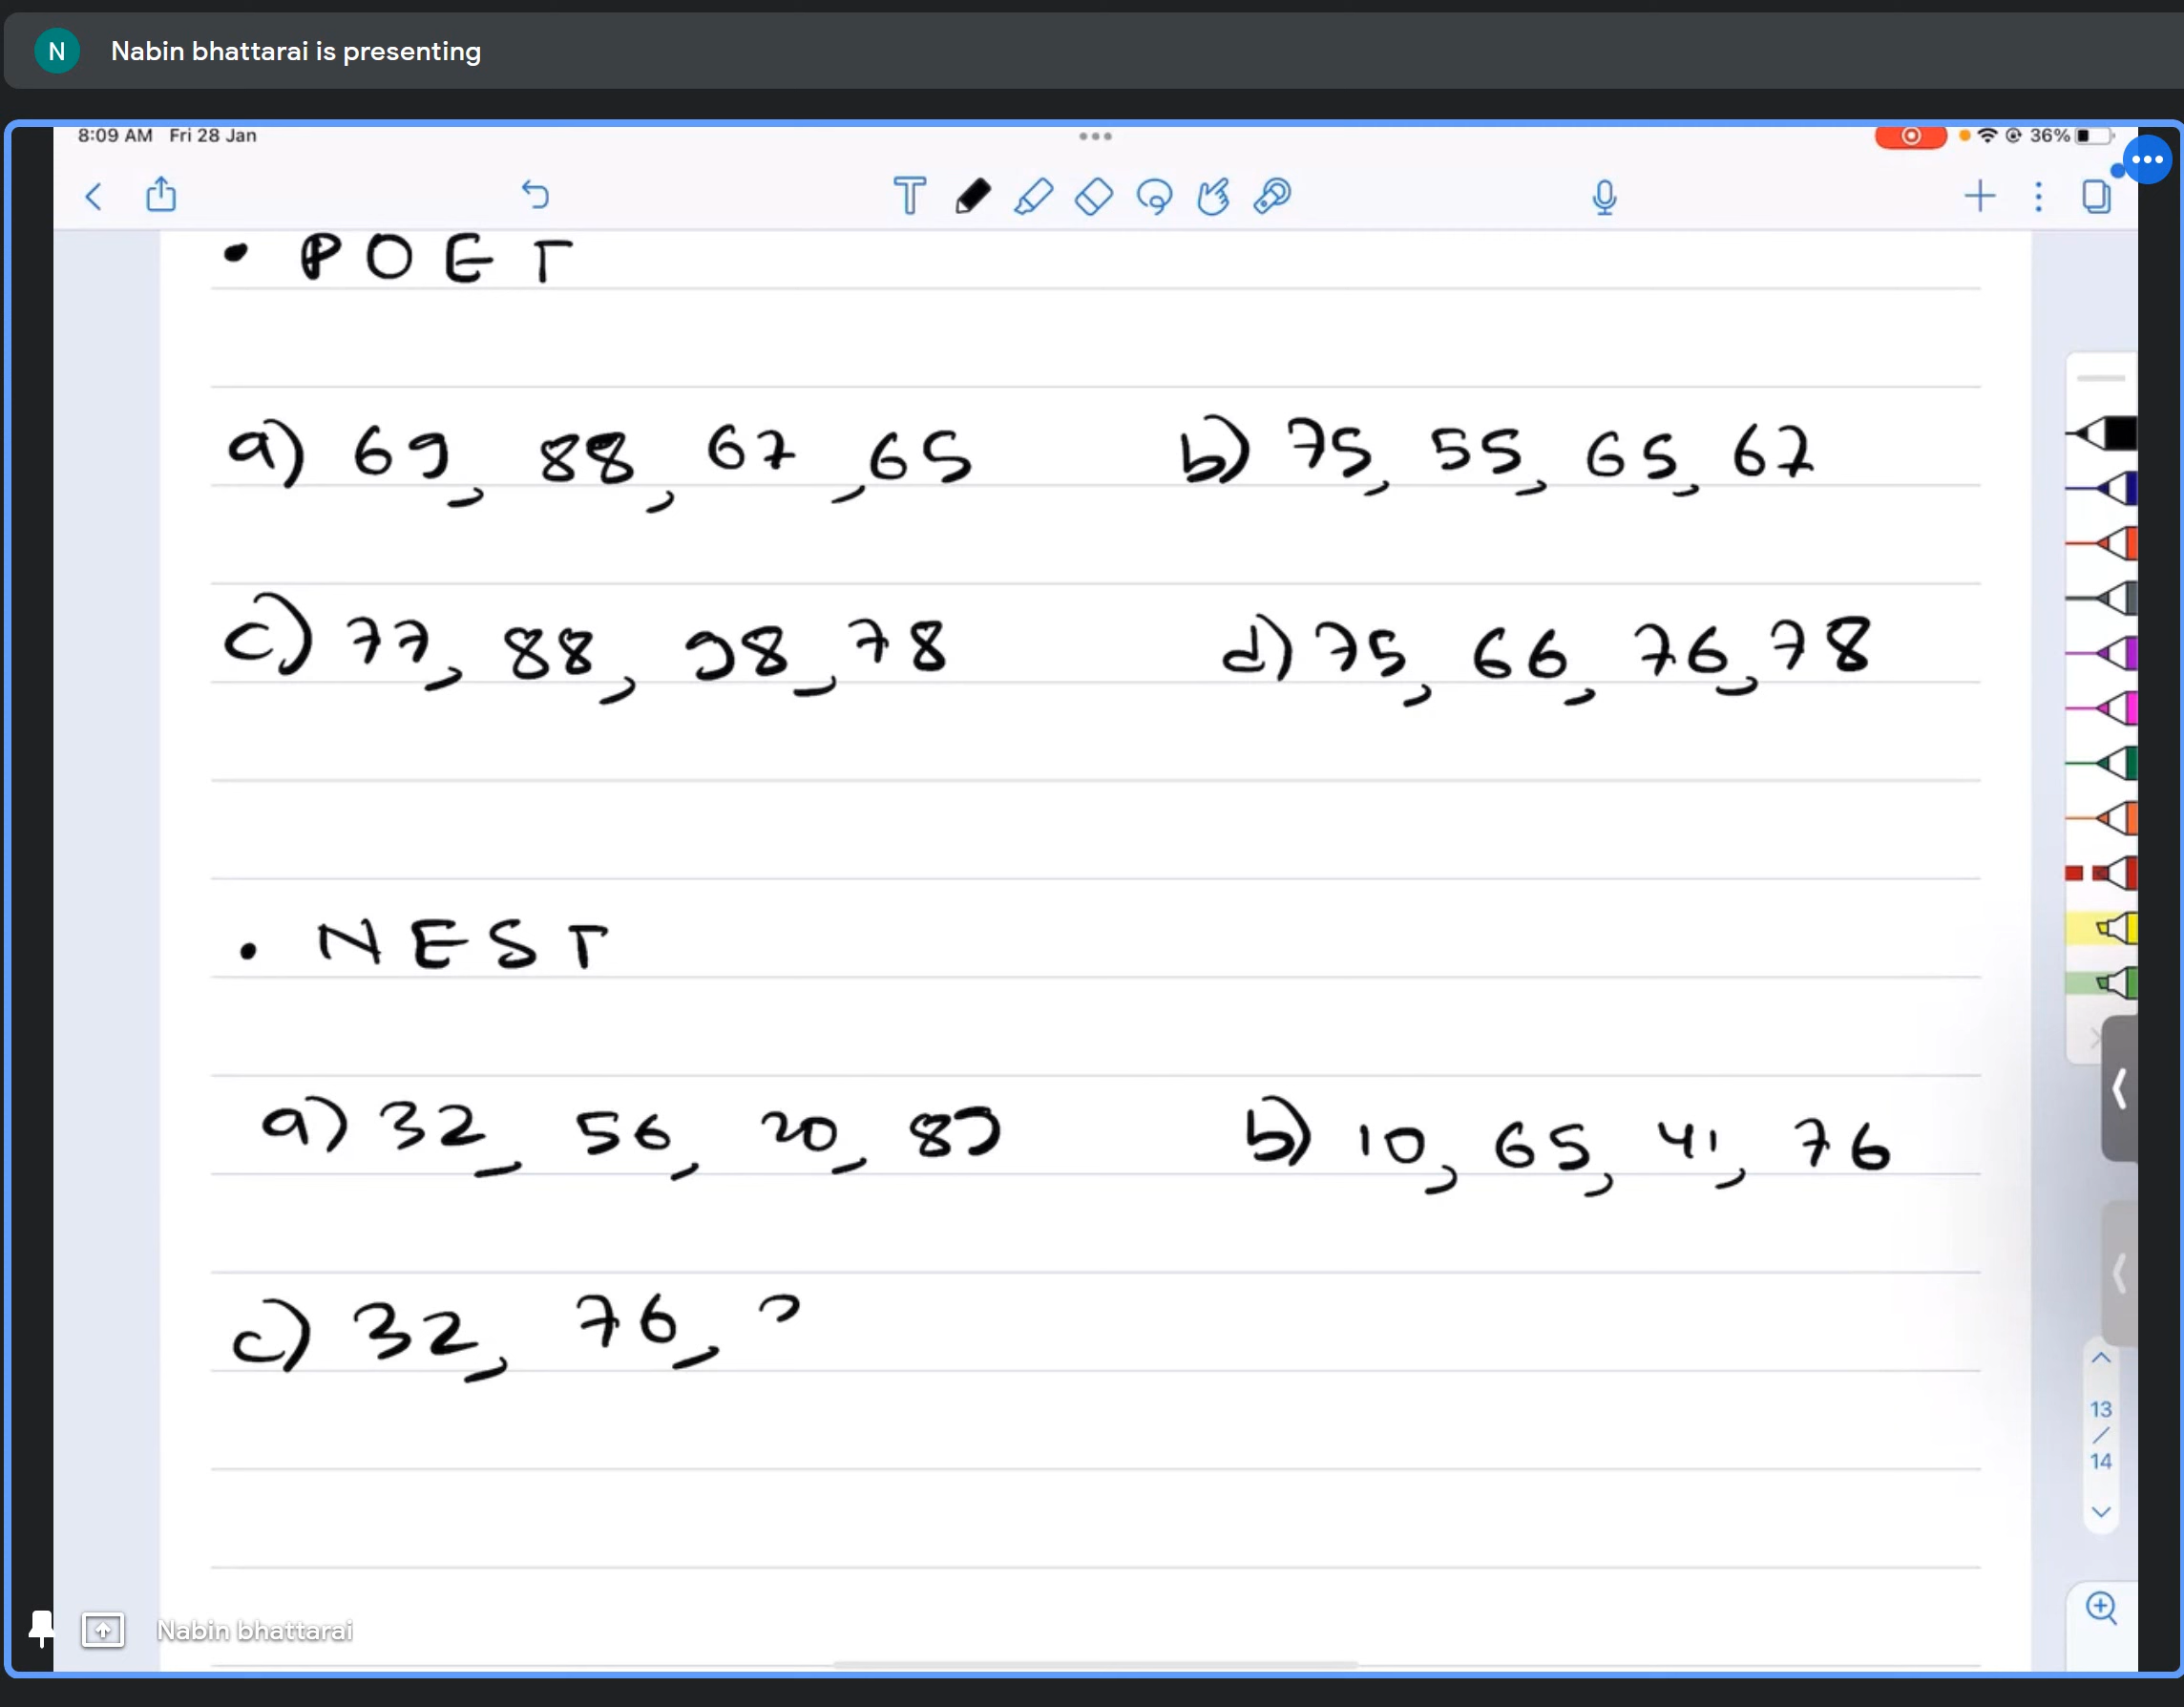 Nabin bhattarai is presenting
N
8:09 AM Fri 28 Jan
36%
T
• POET
a) 69, 88, 67, 65
b) 75, 55, 65, 67
c) 77, 88, 98, 78
d) 75, 66, 76, 78
• NEST
a) 32, 56, 20, 89
b) 10, 65, 41, 76
c) 32, 76,
13
/
14
Nabin bhattarai